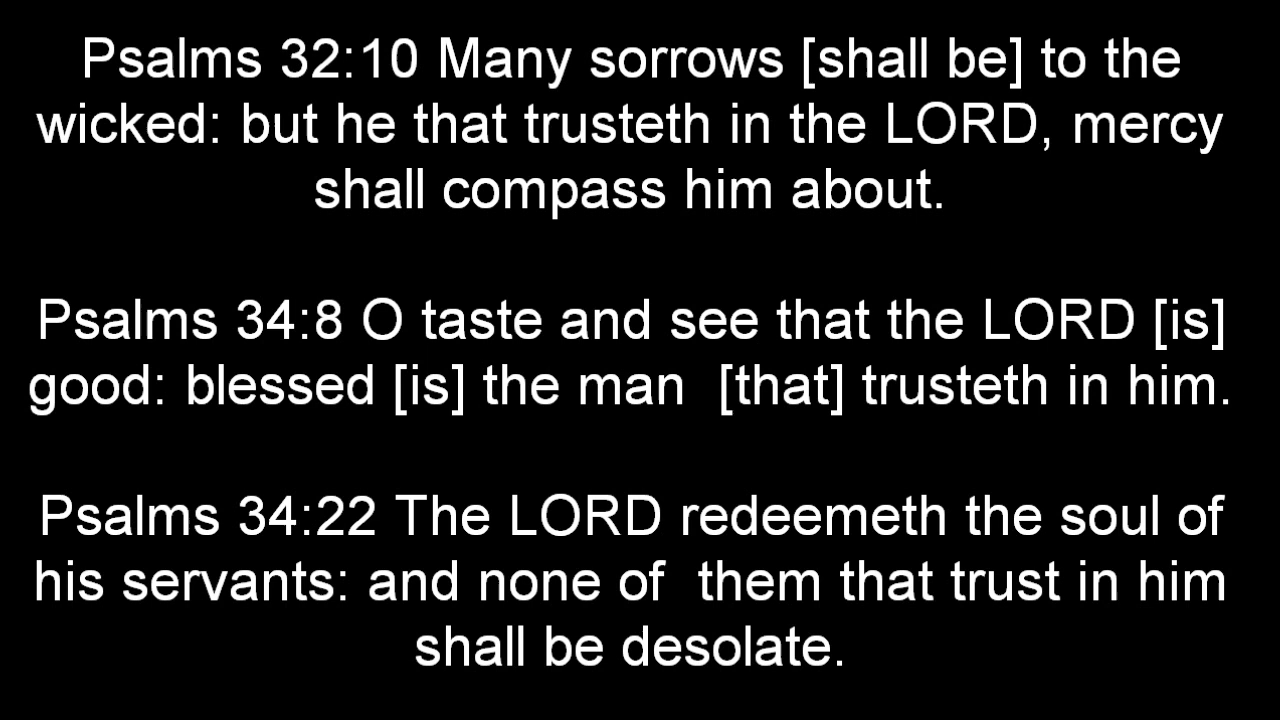 Psalms 32:10 Many sorrows [shall be] to the
wicked: but he that trusteth in the LORD, mercy
shall compass him about.
Psalms 34:8 O taste and see that the LORD [is]
good: blessed [is] the man  [that] trusteth in him.
Psalms 34:22 The LORD redeemeth the soul of
his servants: and none of  them that trust in him
shall be desolate.